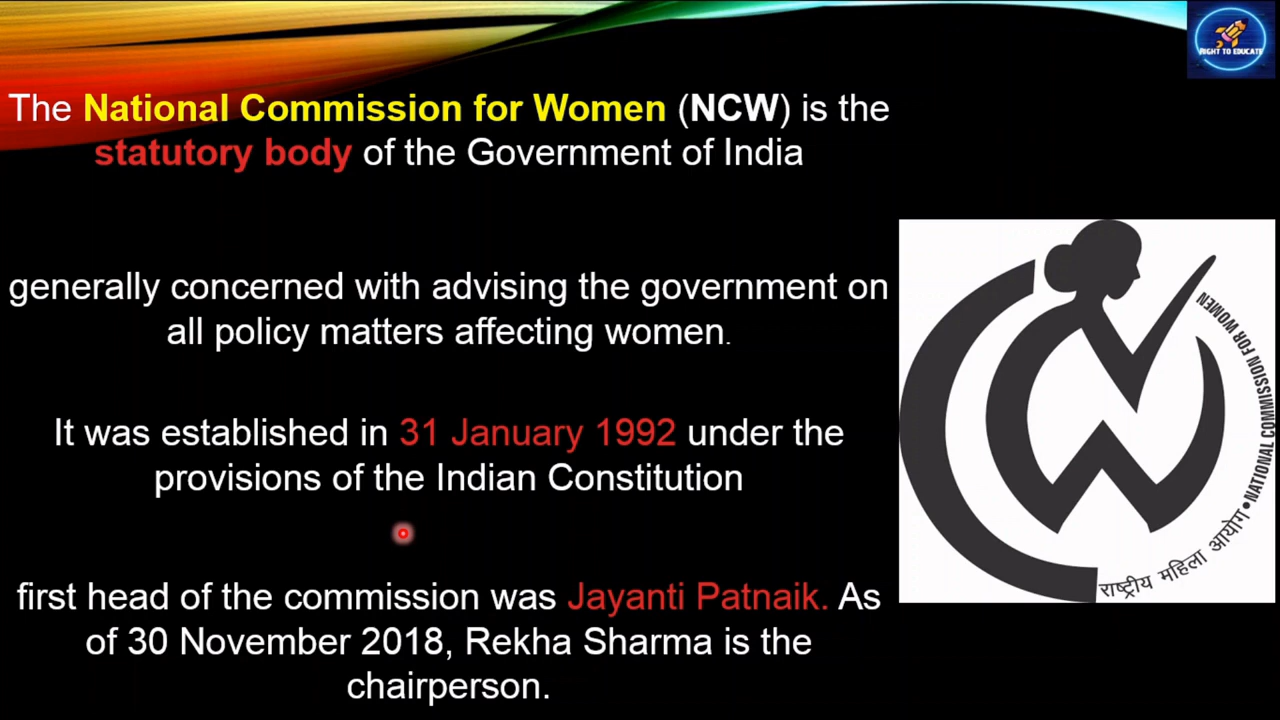 RIGHT TO EDUCATE
The National Commission for Women (NCW) is the
statutory body of the Government of India
generally concerned with advising the government on
all policy matters affecting women.
It was established in 31 January 1992 under the
provisions of the Indian Constitution
first head of the commission was Jayanti Patnaik. As
of 30 November 2018, Rekha Sharma is the
chairperson.
राष्ट्रीय महिला आयोग • NATIONAL COMMISSION FOR WOMEN